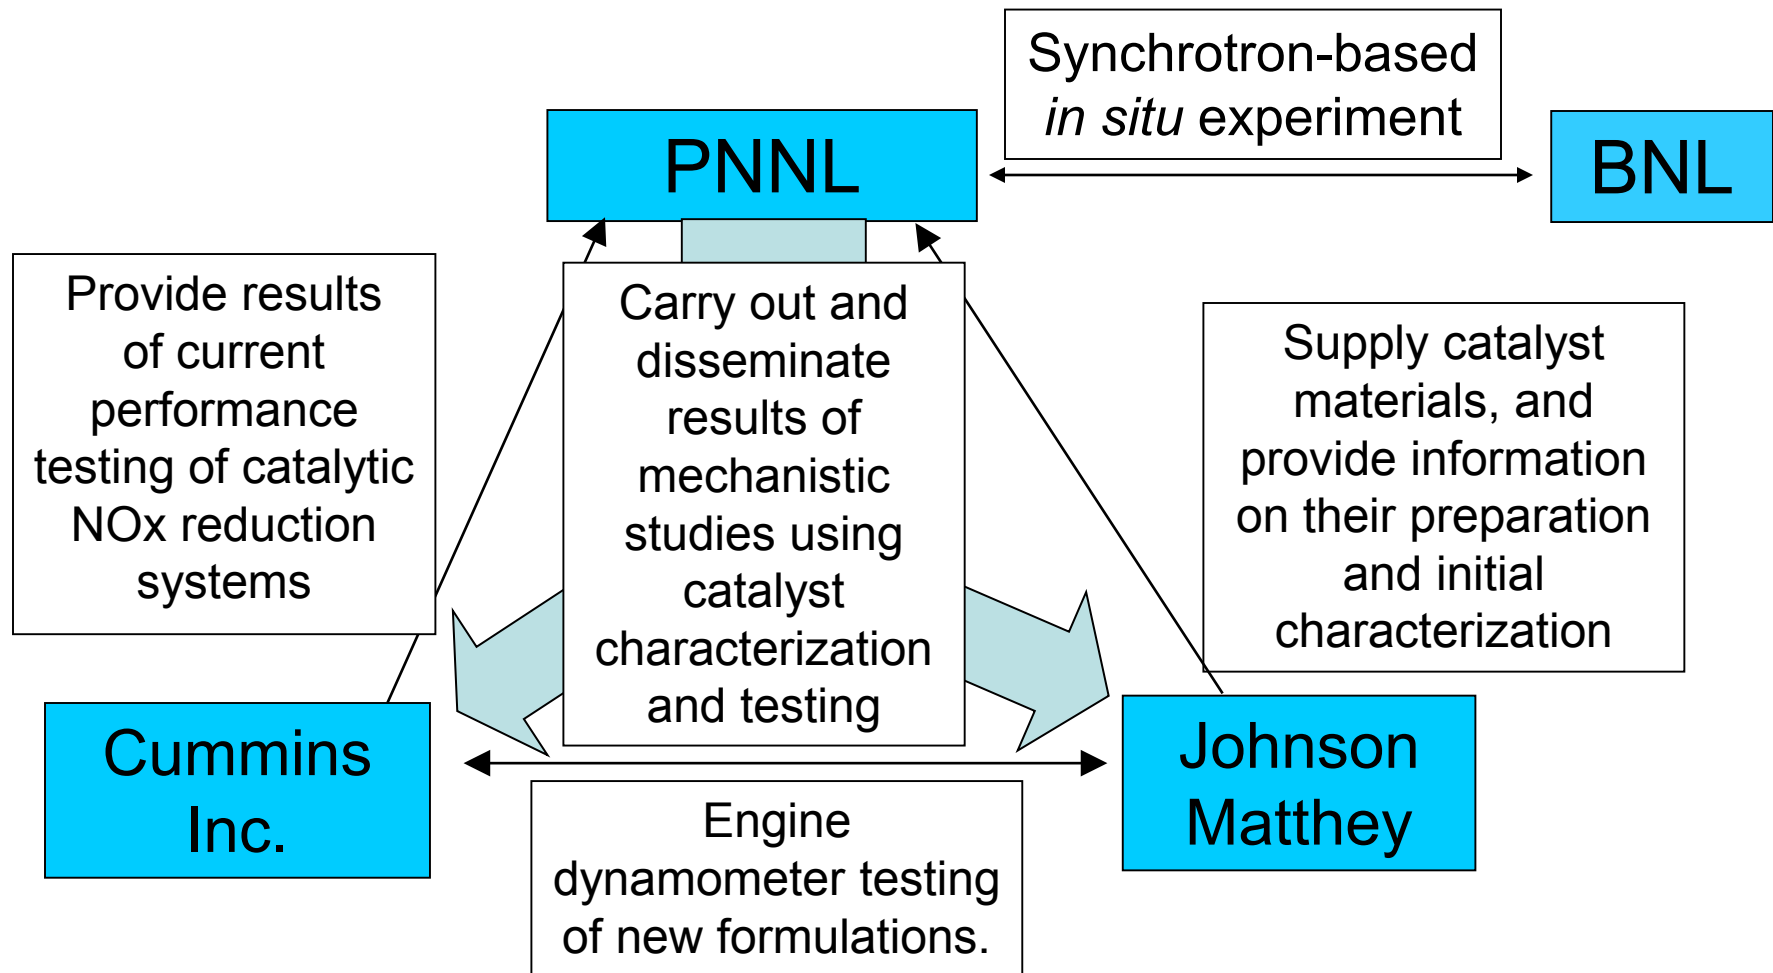 Synchrotron-based
in situ experiment
PNNL
BNL
Provide results
of current
performance
testing of catalytic
NOx reduction
systems
Carry out and
disseminate
results of
mechanistic
studies using
catalyst
characterization
and testing
Supply catalyst
materials, and
provide information
on their preparation
and initial
characterization
Cummins
Inc.
Johnson
Matthey
Engine
dynamometer testing
of new formulations.